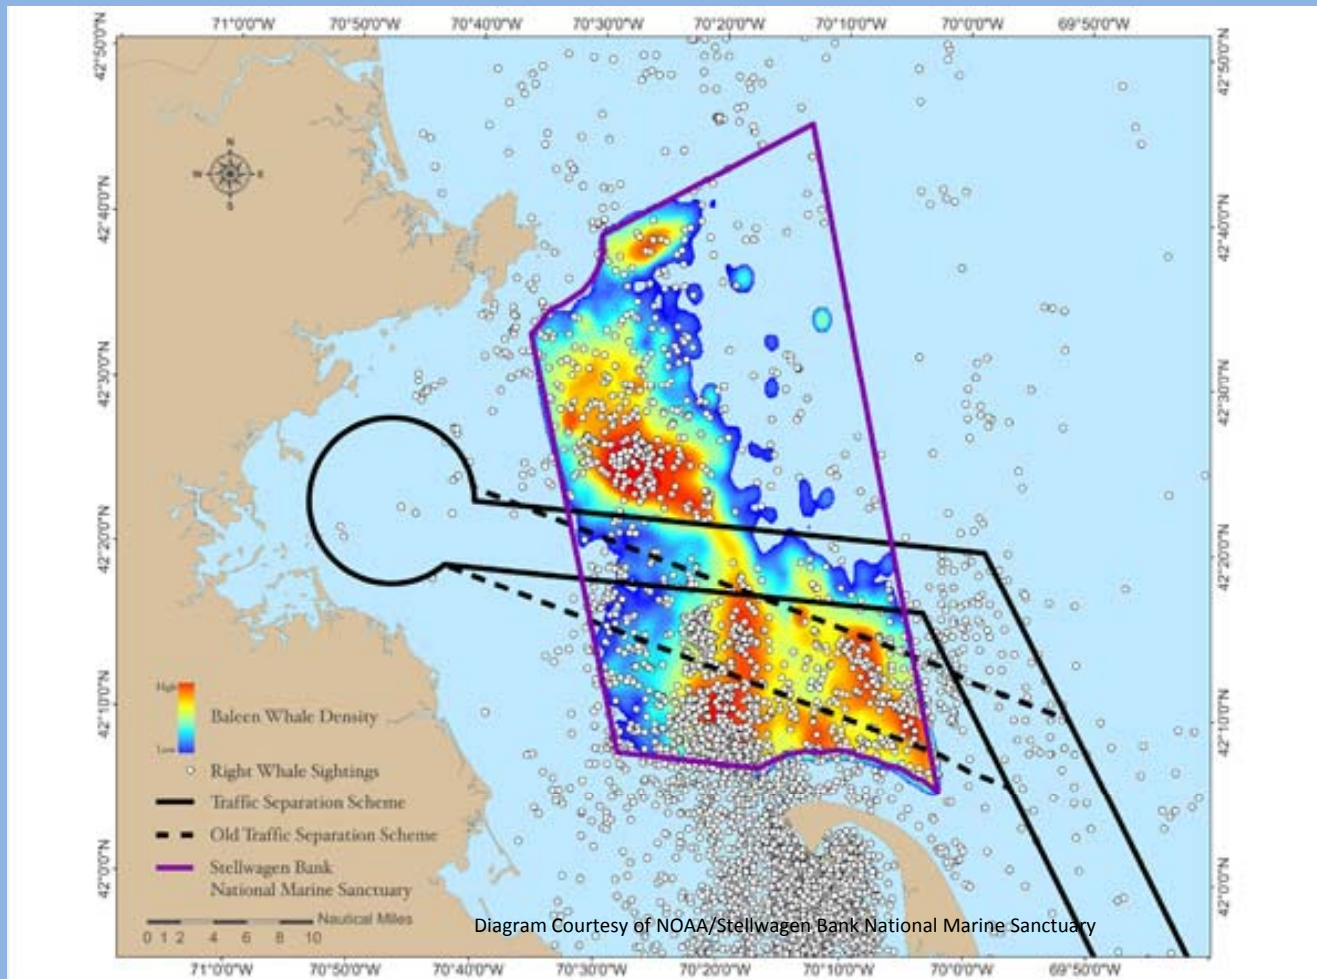 71°0'0"W 70°50'0"W 70°40'0"W 70°30'0"W 70°20'0"W 70°10'0"W 70°0'0"W 69°50'0"W
42°50'0"N 42°50'0"N
N
W E
S
42°40'0"N 42°40'0"N
42°30'0"N 42°30'0"N
42°20'0"N 42°20'0"N
42°10'0"N 42°10'0"N
High
Baleen Whale Density
Low
Right Whale Sightings
Traffic Separation Scheme
Old Traffic Separation Scheme
42°0'0"N 42°0'0"N
Stellwagen Bank
National Marine Sanctuary
Nautical Miles
0 1 2 4 6 8 10
Diagram Courtesy of NOAA/Stellwagen Bank National Marine Sanctuary
71°0'0"W 70°50'0"W 70°40'0"W 70°30'0"W 70°20'0"W 70°10'0"W 70°0'0"W 69°50'0"W